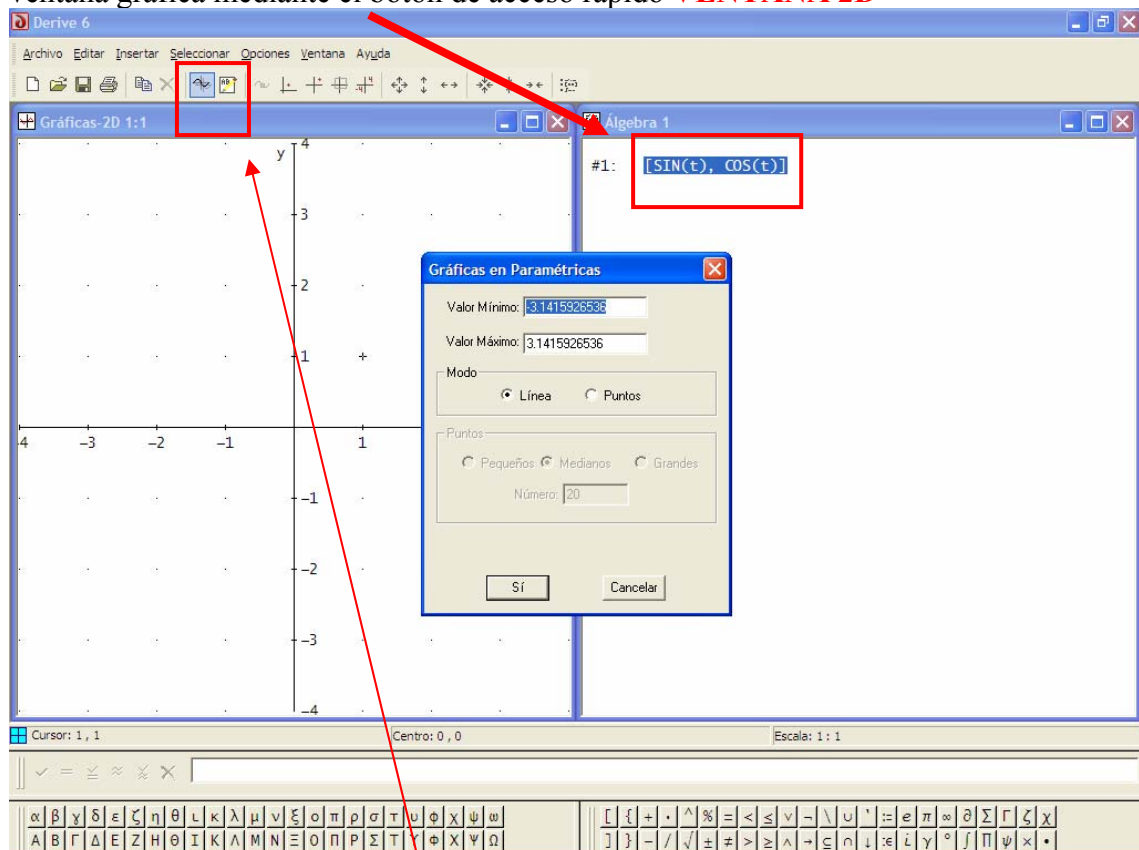 ventana gráfica mediante el botón de acceso rápido VENTANA 2D
Derive 6
Archivo Editar Insertar Seleccionar Opciones Ventana Ayuda
Gráficas-2D 1:1
Álgebra 1
#1: [SIN(t), COS(t)]
y
4
3
2
1
4 -3 -2 -1 1
-1
-2
-3
-4
Gráficas en Paramétricas
Valor Mínimo: -3.1415926536
Valor Máximo: 3.1415926536
Modo
Línea Puntos
Puntos
Pequeños Medianos Grandes
Número: 20
Sí Cancelar
Cursor: 1 , 1 Centro: 0 , 0 Escala: 1 : 1
✓ = ≚ ≈ ✕
α β γ δ ε ζ η θ ι κ λ μ ν ξ ο π ρ σ τ υ φ χ ψ ω
Α Β Γ Δ Ε Ζ Η Θ Ι Κ Λ Μ Ν Ξ Ο Π Ρ Σ Τ Υ Φ Χ Ψ Ω
[ { + · ^ % = < ≤ ∨ ¬ \ ∪ ' := e π ∞ ∂ Σ Γ ζ χ
] } - / √ ± ≠ > ≥ ∧ → ⊆ ∩ ↓ :∈ i γ ° ∫ Π ψ × •